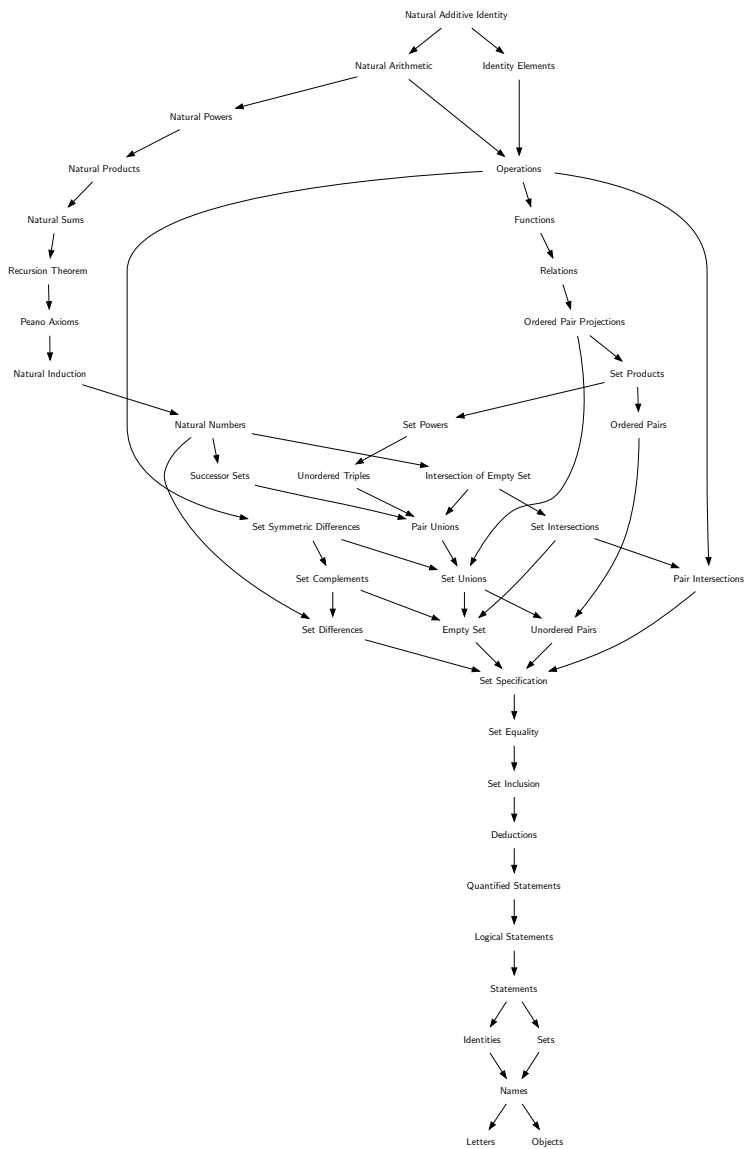 Natural Additive Identity
Natural Arithmetic
Identity Elements
Natural Powers
Natural Products
Operations
Natural Sums
Functions
Recursion Theorem
Relations
Peano Axioms
Ordered Pair Projections
Natural Induction
Set Products
Natural Numbers
Set Powers
Ordered Pairs
Successor Sets
Unordered Triples
Intersection of Empty Set
Set Symmetric Differences
Pair Unions
Set Intersections
Set Complements
Set Unions
Pair Intersections
Set Differences
Empty Set
Unordered Pairs
Set Specification
Set Equality
Set Inclusion
Deductions
Quantified Statements
Logical Statements
Statements
Identities
Sets
Names
Letters
Objects